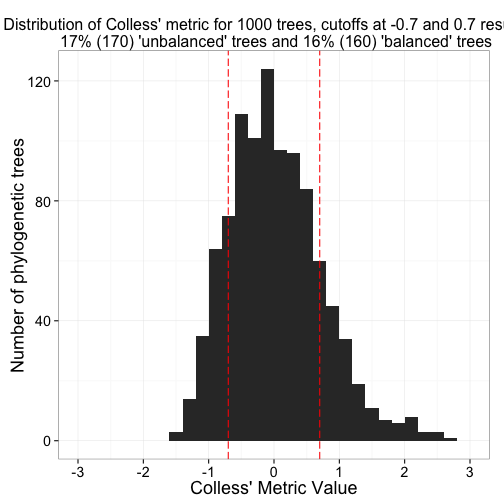 Distribution of Colless' metric for 1000 trees, cutoffs at -0.7 and 0.7
17% (170) 'unbalanced' trees and 16% (160) 'balanced' trees
Number of phylogenetic trees
120
80
40
0
-3 -2 -1 0 1 2 3
Colless' Metric Value